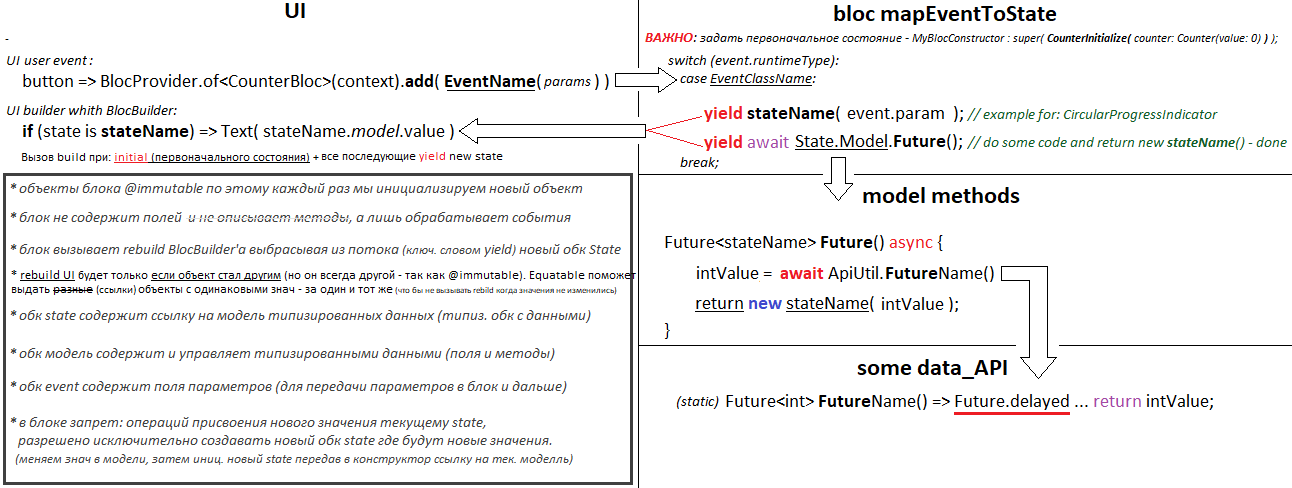 UI
-
UI user event :
button => BlocProvider.of<CounterBloc>(context).add( EventName( params ) )
UI builder whith BlocBuilder:
if (state is stateName) => Text( stateName.model.value )
Вызов build при: initial (первоначального состояния) + все последующие yield new state
* объекты блока @immutable по этому каждый раз мы инициализируем новый объект
* блок не содержит полей и не описывает методы, а лишь обрабатывает события
* блок вызывает rebuild BlocBuilder'а выбрасывая из потока (ключ. словом yield) новый обк State
* rebuild UI будет только если объект стал другим (но он всегда другой - так как @immutable). Equatable поможет
выдать разные (ссылки) объекты с одинаковыми знач - за один и тот же (что бы не вызывать rebild когда значения не изменились)
* обк state содержит ссылку на модель типизированных данных (типиз. обк с данными)
* обк модель содержит и управляет типизированными данными (поля и методы)
* обк event содержит поля параметров (для передачи параметров в блок и дальше)
* в блоке запрет: операций присвоения нового значения текущему state,
разрешено исключительно создавать новый обк state где будут новые значения.
(меняем знач в модели, затем иниц. новый state передав в конструктор ссылку на тек. моделль)
bloc mapEventToState
ВАЖНО: задать первоначальное состояние - MyBlocConstructor : super( CounterInitialize( counter: Counter(value: 0) ) );
switch (event.runtimeType):
case EventClassName:
yield stateName( event.param ); // example for: CircularProgressIndicator
yield await State.Model.Future(); // do some code and return new stateName() - done
break;
model methods
Future<stateName> Future() async {
intValue = await ApiUtil.FutureName()
return new stateName( intValue );
}
some data_API
(static) Future<int> FutureName() => Future.delayed ... return intValue;